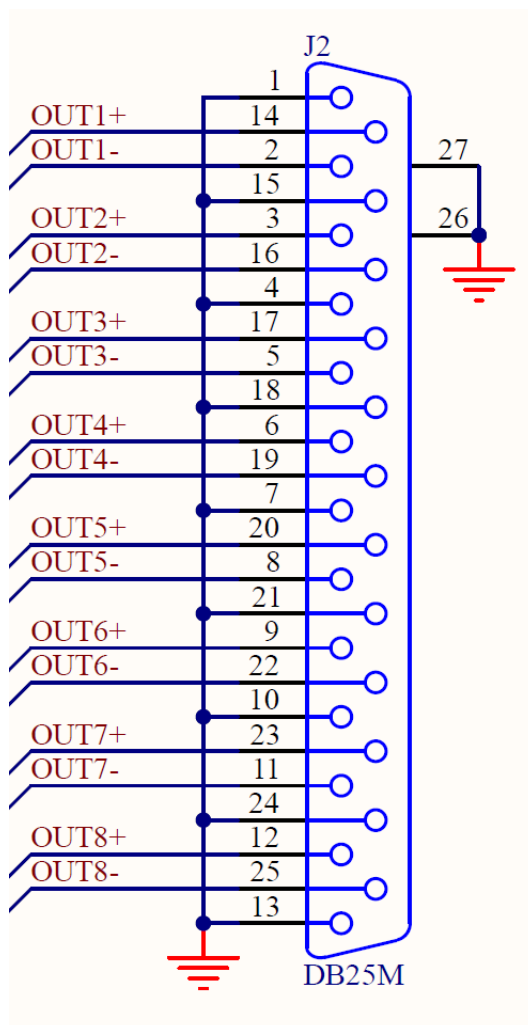 J2
1
OUT1+ 14
OUT1- 2
15
27
OUT2+ 3
26
OUT2- 16
4
OUT3+ 17
OUT3- 5
18
OUT4+ 6
OUT4- 19
7
OUT5+ 20
OUT5- 8
21
OUT6+ 9
OUT6- 22
10
OUT7+ 23
OUT7- 11
24
OUT8+ 12
OUT8- 25
13
DB25M